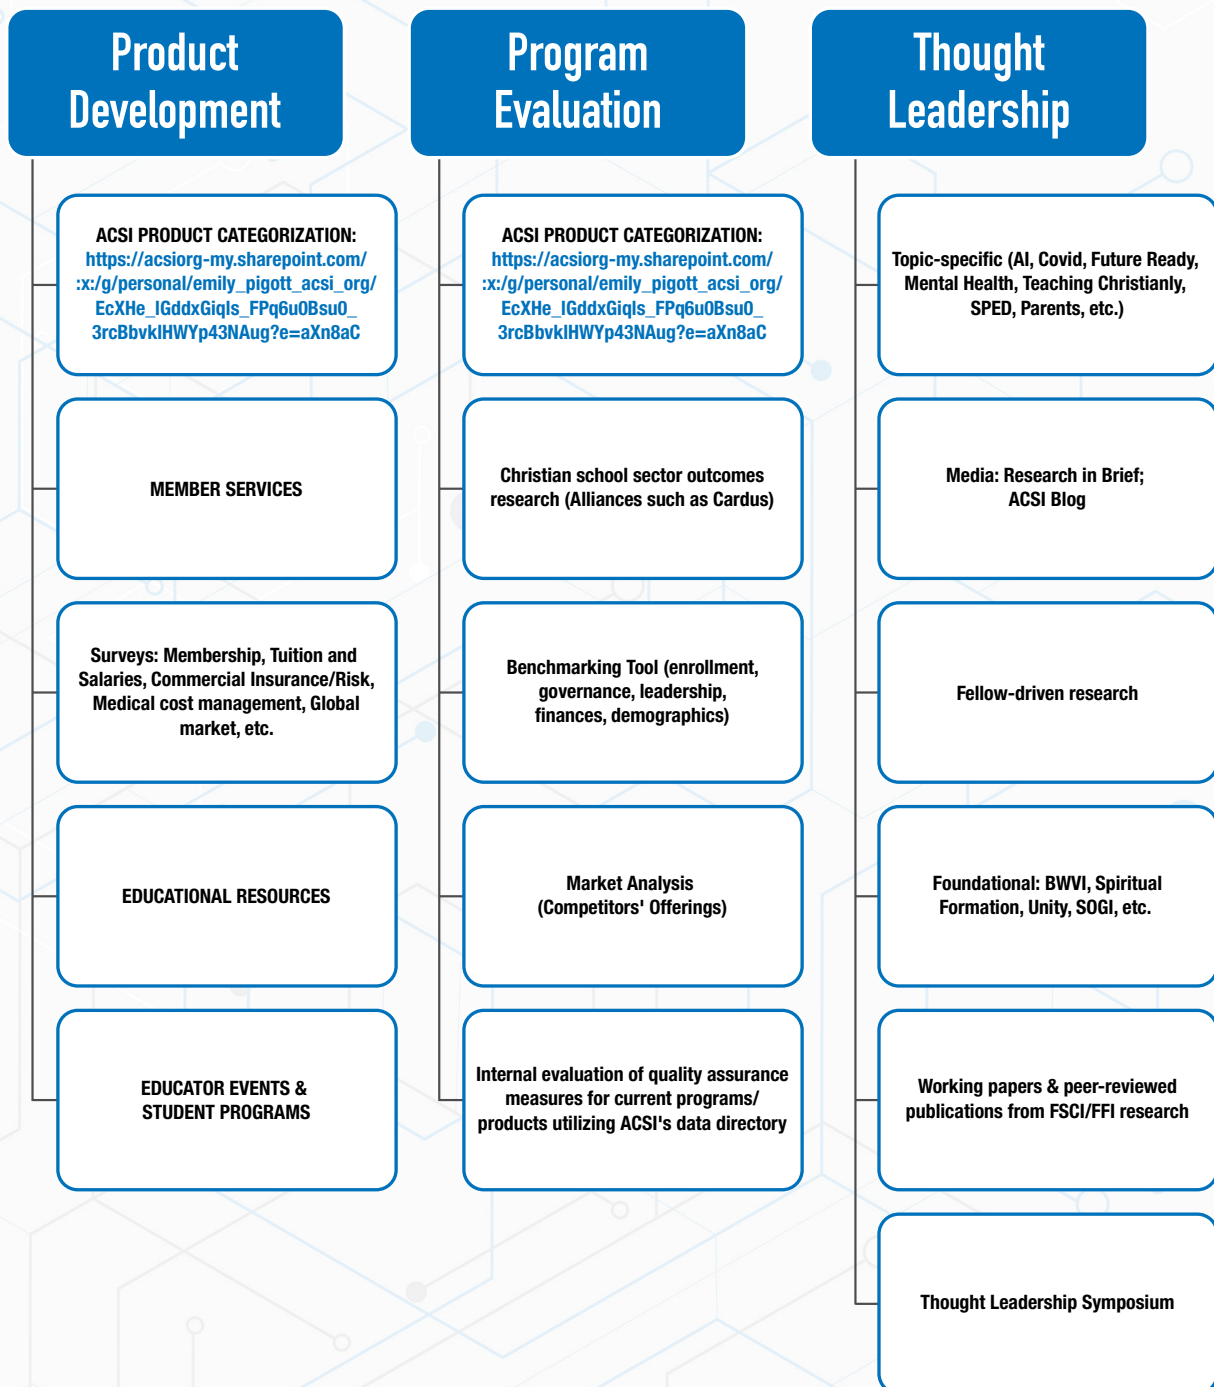 Product
Development
ACSI PRODUCT CATEGORIZATION:
https://acsiorg-my.sharepoint.com/
:x:/g/personal/emily_pigott_acsi_org/
EcXHe_IGddxGiqIs_FPq6u0Bsu0_
3rcBbvklHWYp43NAug?e=aXn8aC
MEMBER SERVICES
Surveys: Membership, Tuition and
Salaries, Commercial Insurance/Risk,
Medical cost management, Global
market, etc.
EDUCATIONAL RESOURCES
EDUCATOR EVENTS &
STUDENT PROGRAMS
Program
Evaluation
ACSI PRODUCT CATEGORIZATION:
https://acsiorg-my.sharepoint.com/
:x:/g/personal/emily_pigott_acsi_org/
EcXHe_IGddxGiqIs_FPq6u0Bsu0_
3rcBbvklHWYp43NAug?e=aXn8aC
Christian school sector outcomes
research (Alliances such as Cardus)
Benchmarking Tool (enrollment,
governance, leadership,
finances, demographics)
Market Analysis
(Competitors' Offerings)
Internal evaluation of quality assurance
measures for current programs/
products utilizing ACSI's data directory
Thought
Leadership
Topic-specific (AI, Covid, Future Ready,
Mental Health, Teaching Christianly,
SPED, Parents, etc.)
Media: Research in Brief;
ACSI Blog
Fellow-driven research
Foundational: BWVI, Spiritual
Formation, Unity, SOGI, etc.
Working papers & peer-reviewed
publications from FSCI/FFI research
Thought Leadership Symposium